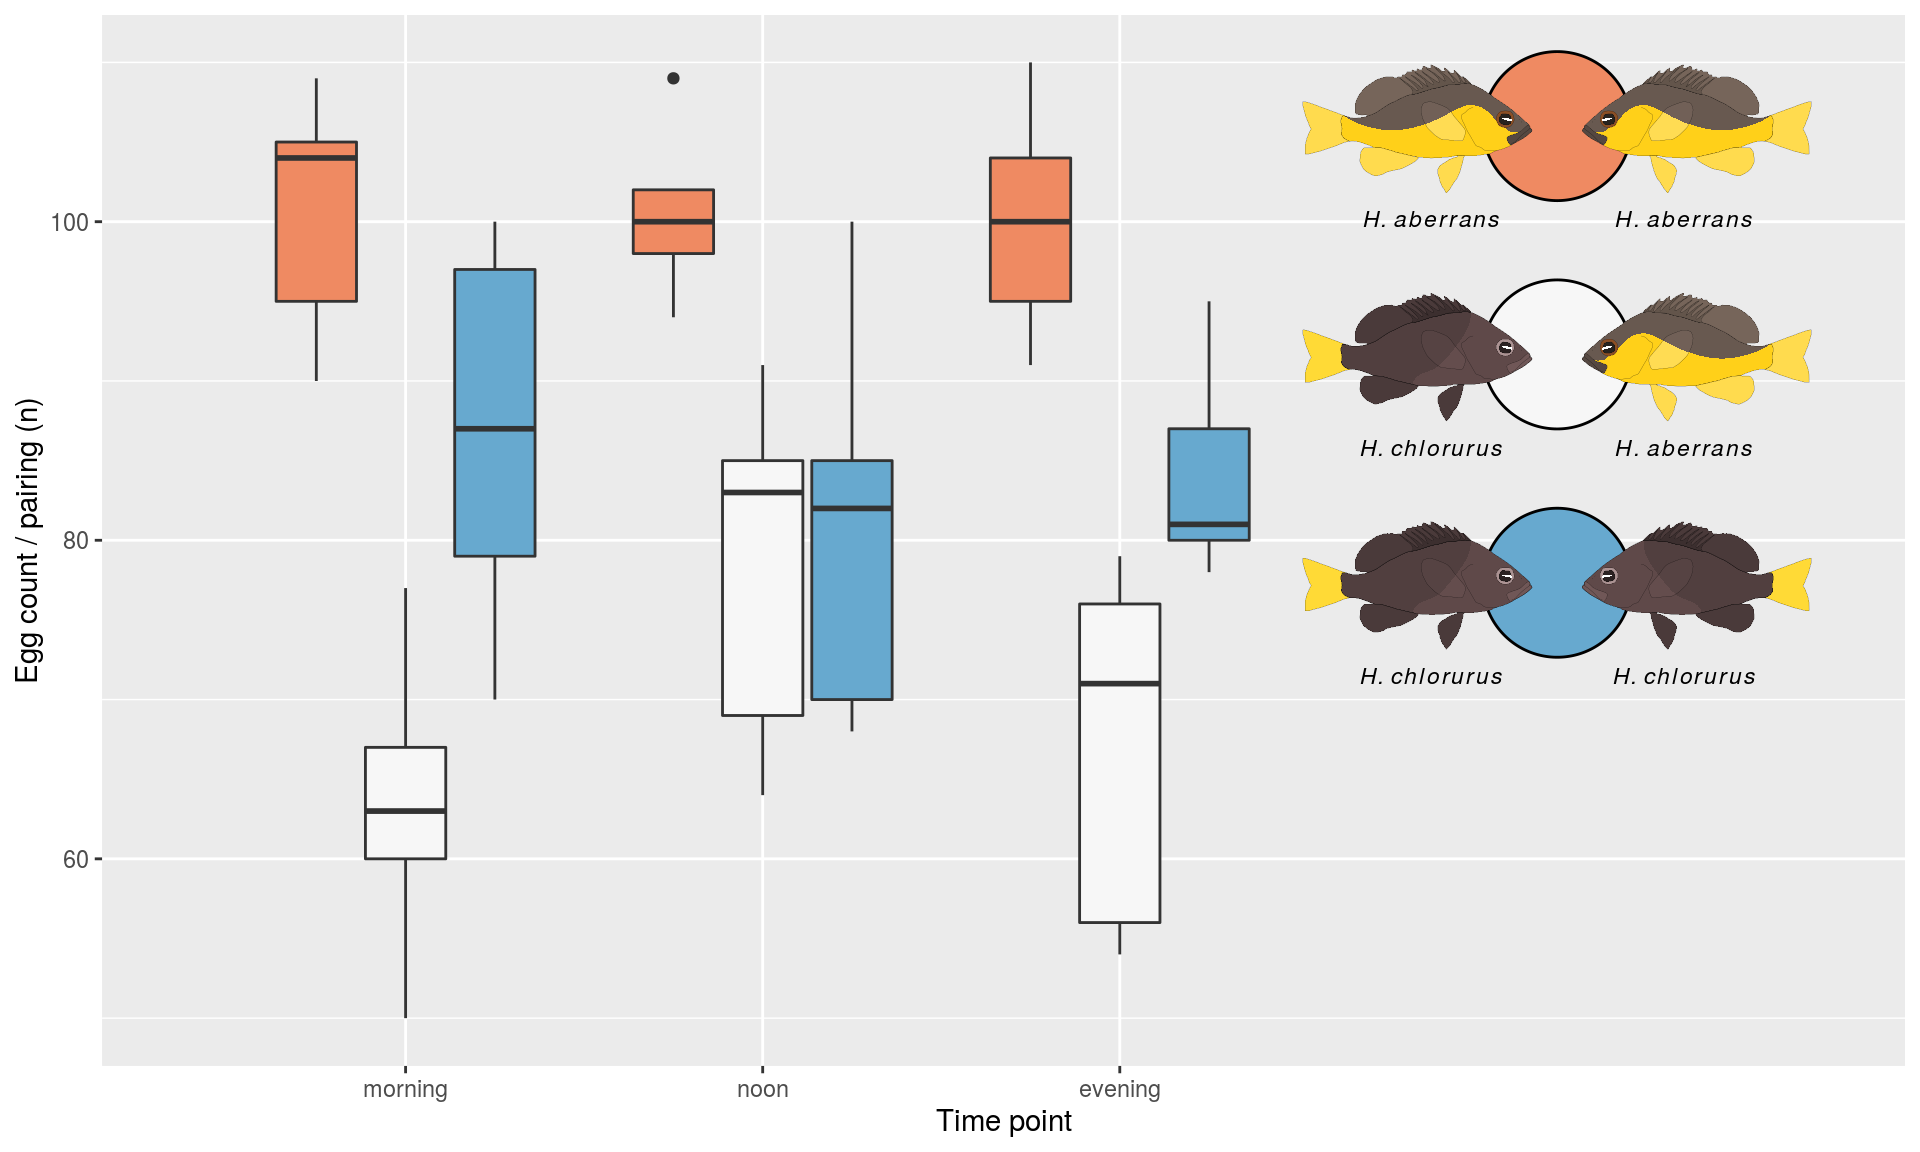 Egg count / pairing (n)
100
80
60
morning
noon
evening
Time point
H. aberrans
H. aberrans
H. chlorurus
H. aberrans
H. chlorurus
H. chlorurus